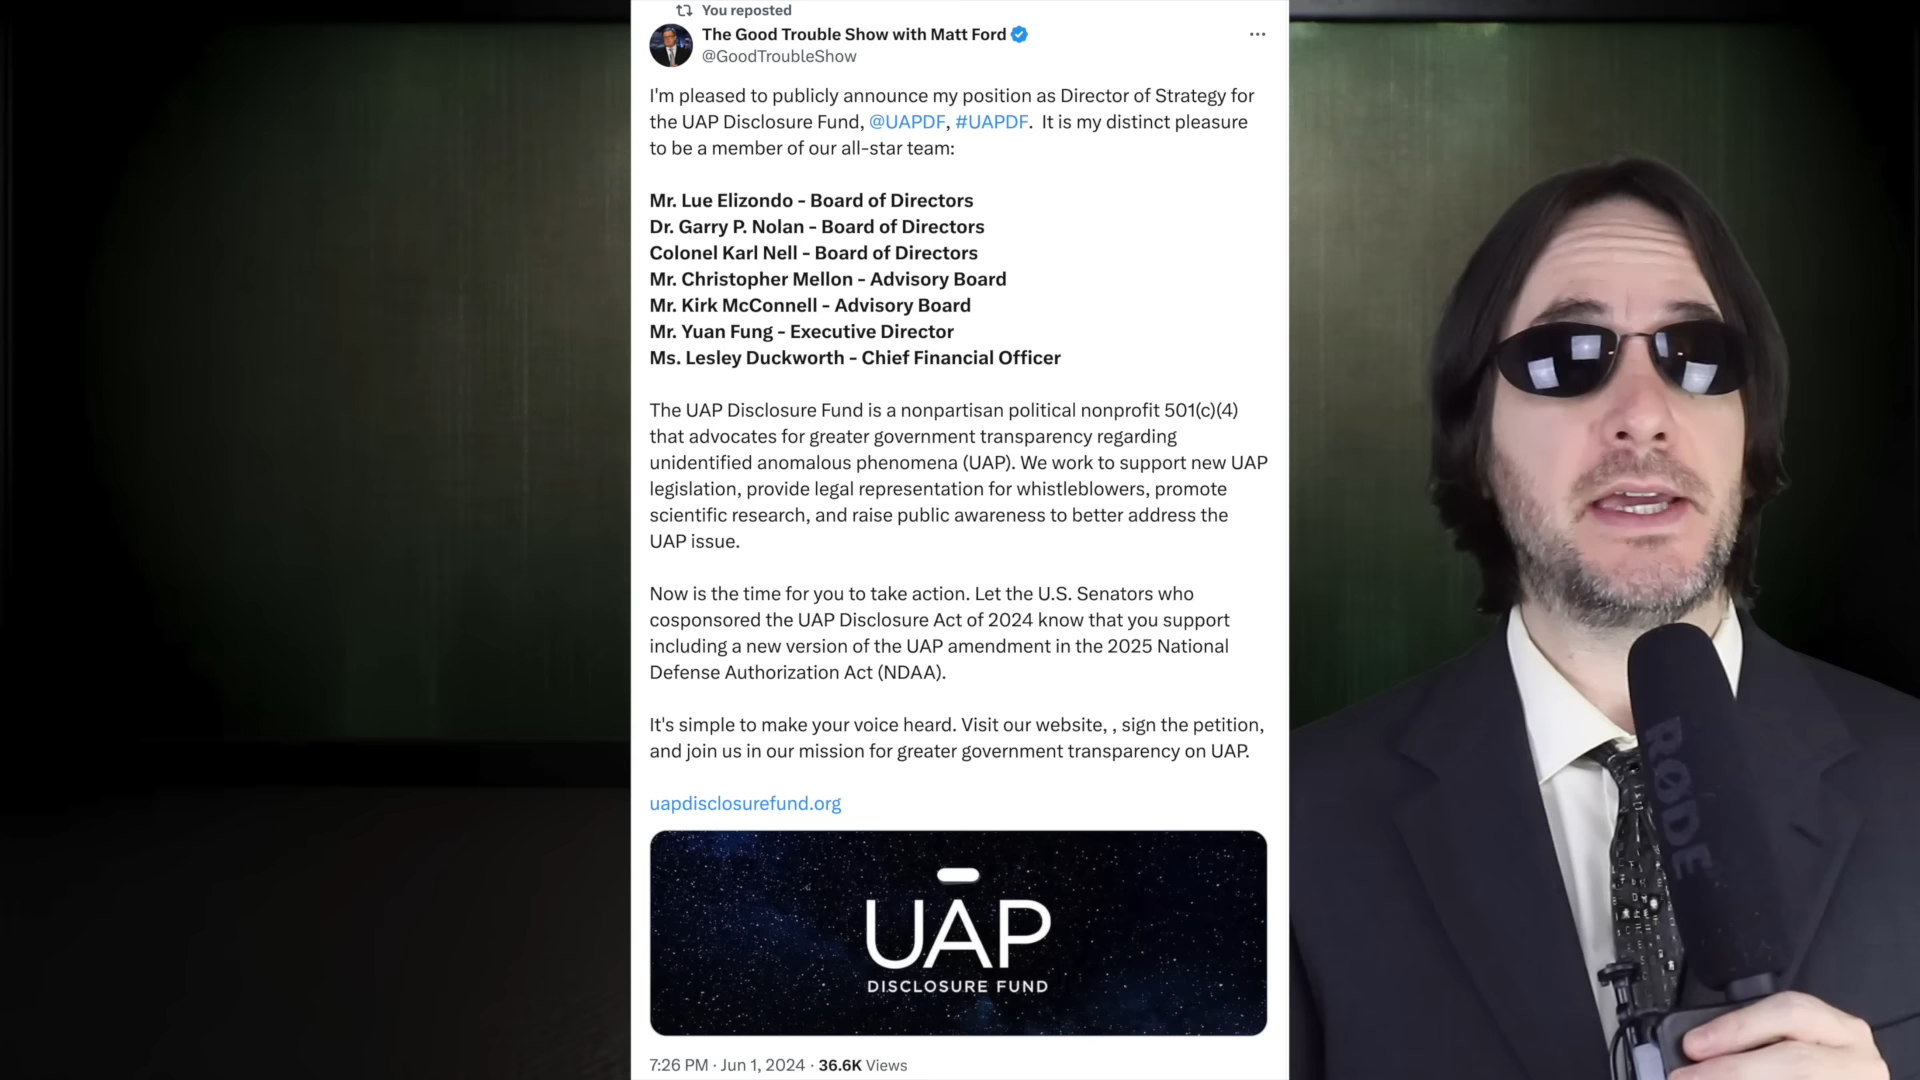 You reposted
The Good Trouble Show with Matt Ford
@GoodTroubleShow
I'm pleased to publicly announce my position as Director of Strategy for
the UAP Disclosure Fund, @UAPDF, #UAPDF. It is my distinct pleasure
to be a member of our all-star team:
Mr. Lue Elizondo - Board of Directors
Dr. Garry P. Nolan - Board of Directors
Colonel Karl Nell - Board of Directors
Mr. Christopher Mellon - Advisory Board
Mr. Kirk McConnell - Advisory Board
Mr. Yuan Fung - Executive Director
Ms. Lesley Duckworth - Chief Financial Officer
The UAP Disclosure Fund is a nonpartisan political nonprofit 501(c)(4)
that advocates for greater government transparency regarding
unidentified anomalous phenomena (UAP). We work to support new UAP
legislation, provide legal representation for whistleblowers, promote
scientific research, and raise public awareness to better address the
UAP issue.
Now is the time for you to take action. Let the U.S. Senators who
cosponsored the UAP Disclosure Act of 2024 know that you support
including a new version of the UAP amendment in the 2025 National
Defense Authorization Act (NDAA).
It's simple to make your voice heard. Visit our website, , sign the petition,
and join us in our mission for greater government transparency on UAP.
uapdisclosurefund.org
UAP
DISCLOSURE FUND
7:26 PM · Jun 1, 2024 · 36.6K Views
RØDE